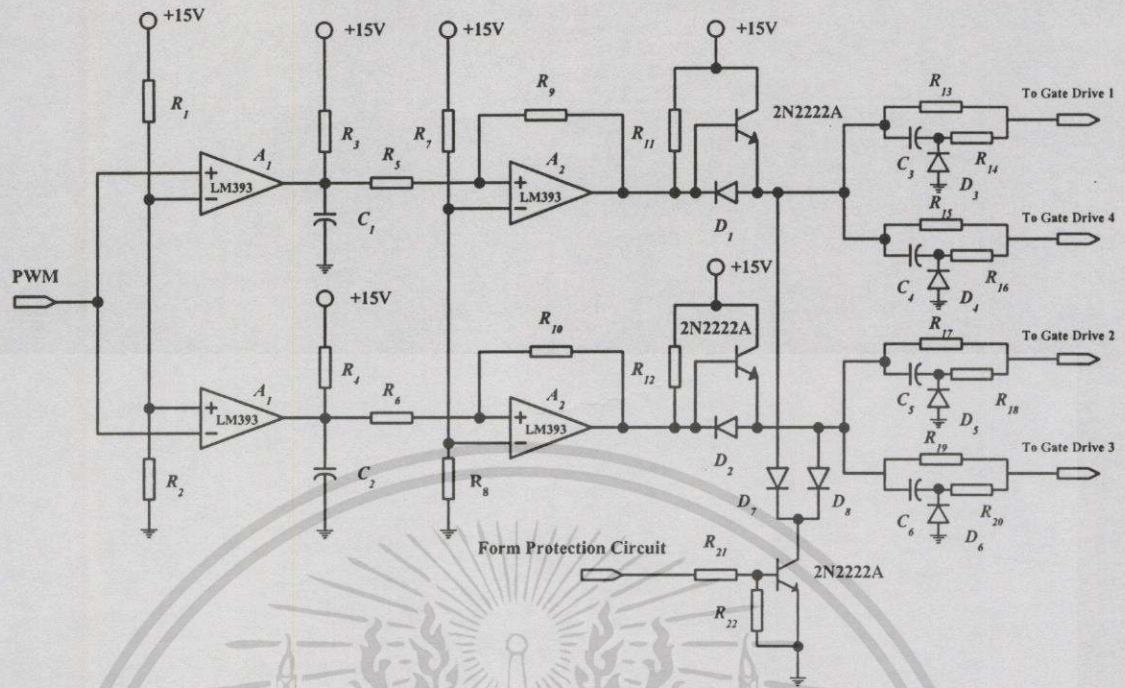 +15V
+15V
+15V
+15V
R1
R3
R7
R9
R11
2N2222A
R13
To Gate Drive 1
A1
LM393
R5
A2
LM393
C3
R14
D3
C1
D1
R15
To Gate Drive 4
C4
R16
D4
PWM
+15V
+15V
2N2222A
R10
R17
To Gate Drive 2
R4
R12
C5
R18
D5
A1
LM393
R6
A2
LM393
R19
To Gate Drive 3
R2
C2
R8
D2
D7
D8
C6
R20
D6
Form Protection Circuit
R21
2N2222A
R22